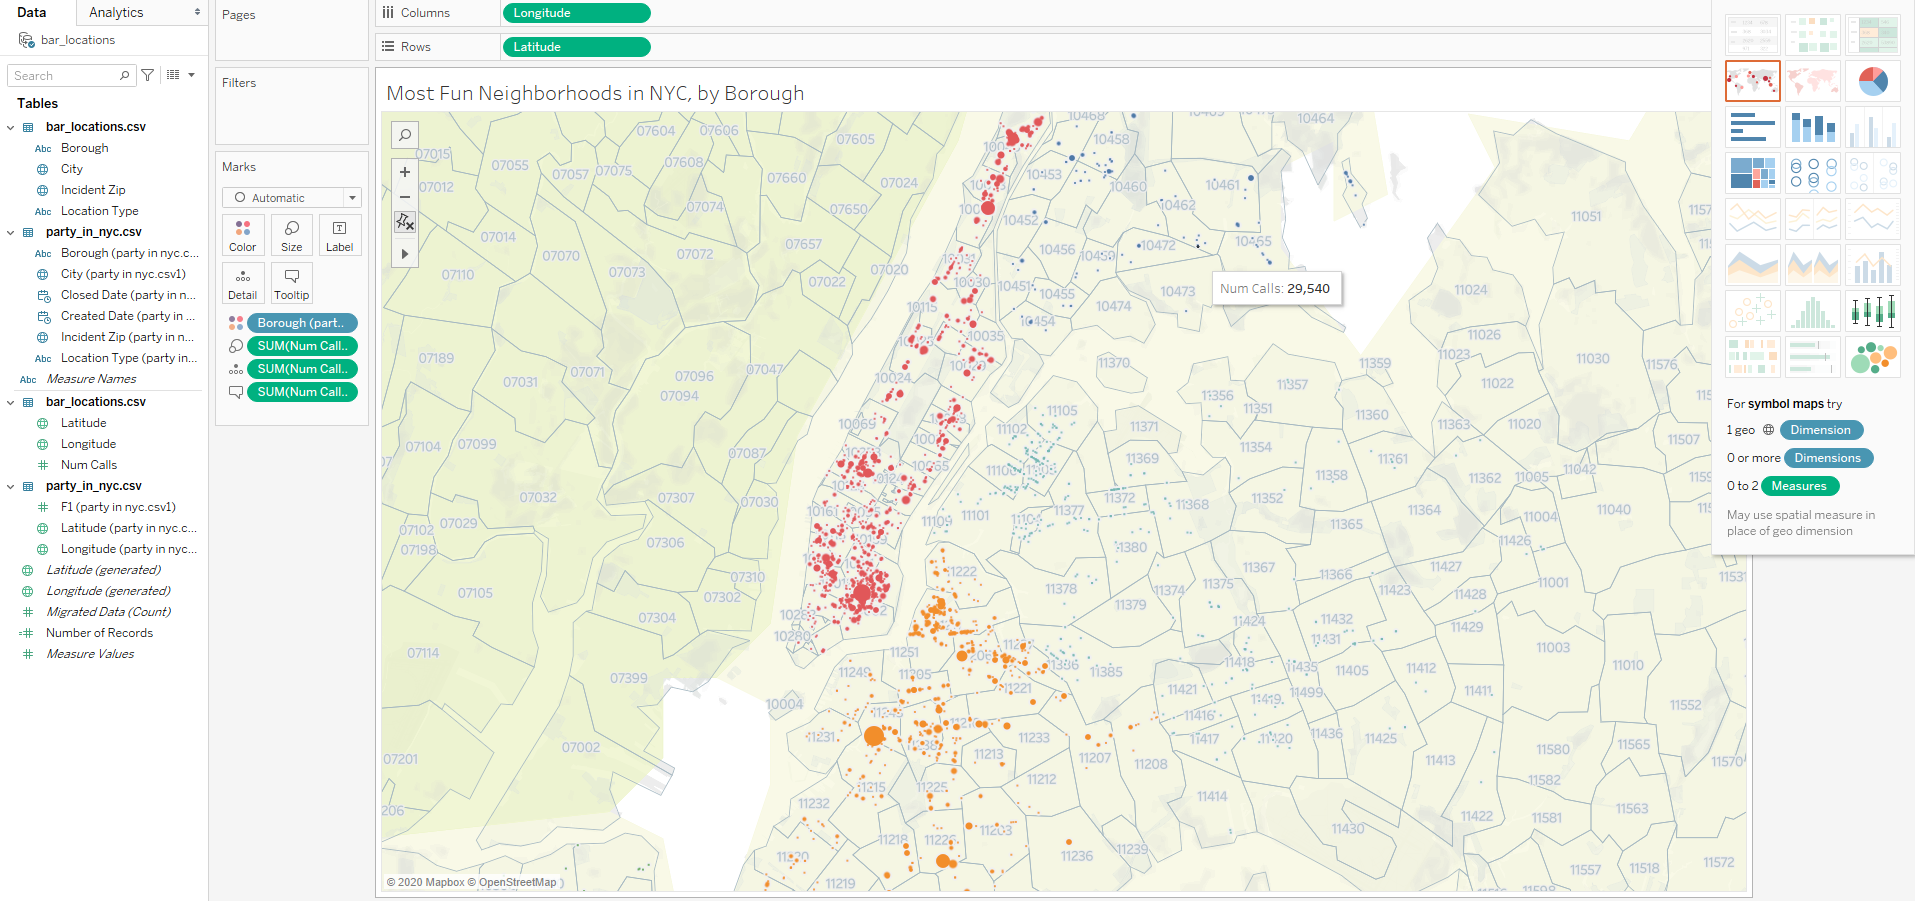 Data
Analytics
bar_locations
Search
Tables
bar_locations.csv
Abc Borough
City
Incident Zip
Abc Location Type
party_in_nyc.csv
Abc Borough (party in nyc.c...
City (party in nyc.csv1)
Closed Date (party in n...
Created Date (party in ...
Incident Zip (party in n...
Abc Location Type (party in...
Abc Measure Names
bar_locations.csv
Latitude
Longitude
# Num Calls
party_in_nyc.csv
# F1 (party in nyc.csv1)
Latitude (party in nyc.c...
Longitude (party in nyc...
Latitude (generated)
Longitude (generated)
# Migrated Data (Count)
=# Number of Records
# Measure Values
Pages
Filters
Marks
Automatic
Color Size Label
Detail Tooltip
Borough (part..
SUM(Num Call..
SUM(Num Call..
SUM(Num Call..
Columns Longitude
Rows Latitude
Most Fun Neighborhoods in NYC, by Borough
07604 07606 07605 10468 10458 10464
07015 07055 07057 07075 07608 07660 07024 10453 10460 10461 11051
07012 07074 07650 10452 10462
07014 07070 07072 07657 10456 10459 10472 10465
07110 07073 07020 07022 10030 10451 10455 10473 11024
10115 10454 10474 11026
07189 07071 07096 07047 10035 11370 11359 11023 11030 11576
07031 07094 10024 11357 11022
10069 11105 11356 11351 11360 11363 11020
07104 07099 07087 11102 11371 11354 11361 11507
11369 11358 11362 11005 11042
07032 07307 07030 11372 11368 11352 11364 11040
07102 07029 10161 11109 11101 11377 11365 11004
07198 07306 11104 11380 11426
07310 11222 11367 11366 11427 11001
07105 07302 11378 11374 11375 11423 11428
07304 10280 11379 11424 11432 11429
07114 11251 11431 11003
07399 11249 11205 11385 11418 11435 11405 11412 11010
10004 11221 11421 11419 11499 11411 11552
11231 11233 11416 11417 11420 11436 11425
07002 11213 11207 11208 11413 11580 11565
07201 11215 11225 11212 11414 11582 11570
11232 11203 11430 11422 11581 11563
11218 11226 11236 11239 11572
11220 11219 11557 11518
Num Calls: 29,540
© 2020 Mapbox © OpenStreetMap
For symbol maps try
1 geo Dimension
0 or more Dimensions
0 to 2 Measures
May use spatial measure in
place of geo dimension